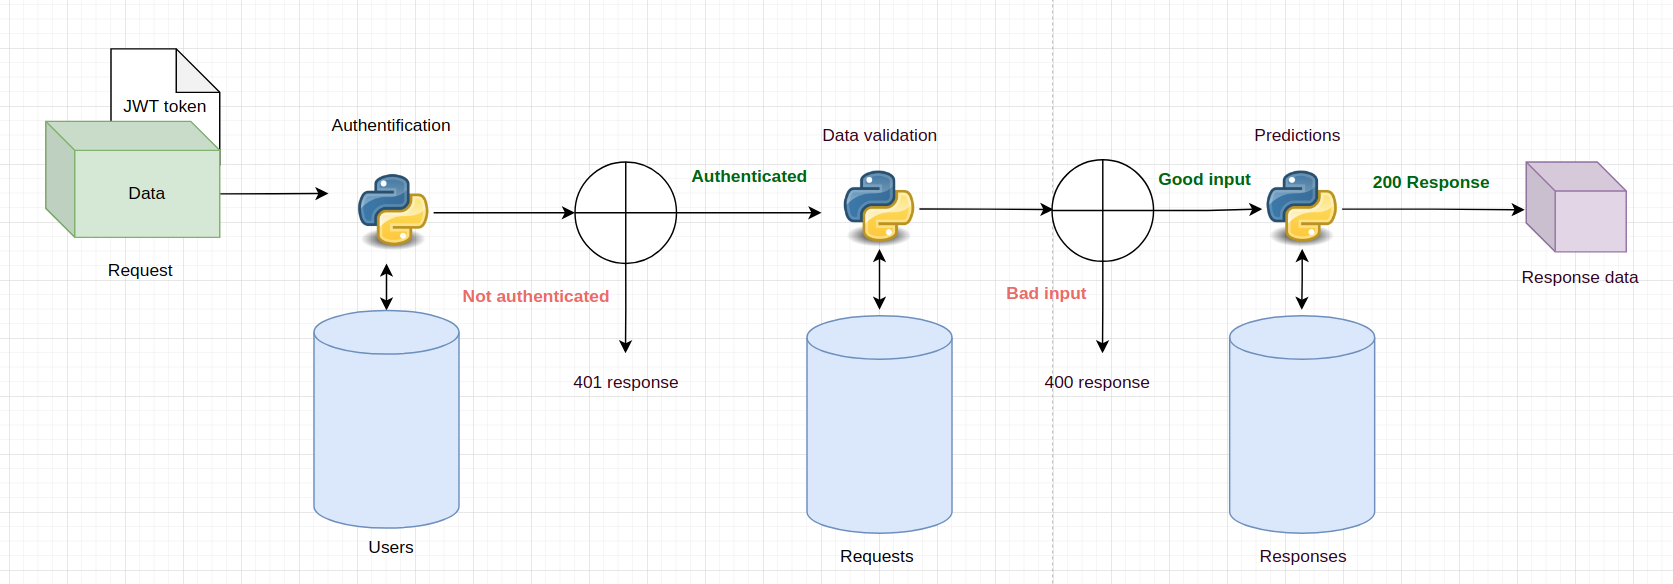 JWT token
Data
Request
Authentification
Users
Not authenticated
401 response
Authenticated
Data validation
Requests
Bad input
400 response
Good input
Predictions
Responses
200 Response
Response data